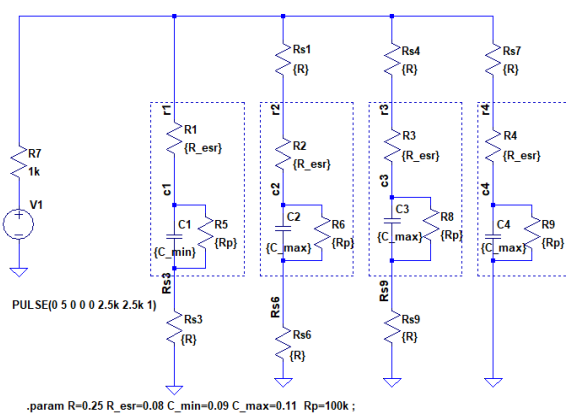 Rs1
{R}
Rs4
{R}
Rs7
{R}
r1
r2
r3
r4
R7
1k
R1
{R_esr}
R2
{R_esr}
R3
{R_esr}
R4
{R_esr}
V1
c1
c2
c3
c4
C1
{C_min}
R5
{Rp}
C2
{C_max}
R6
{Rp}
C3
{C_max}
R8
{Rp}
C4
{C_max}
R9
{Rp}
Rs3
Rs6
Rs9
PULSE(0 5 0 0 0 2.5k 2.5k 1)
Rs3
{R}
Rs6
{R}
Rs9
{R}
.param R=0.25 R_esr=0.08 C_min=0.09 C_max=0.11 Rp=100k ;